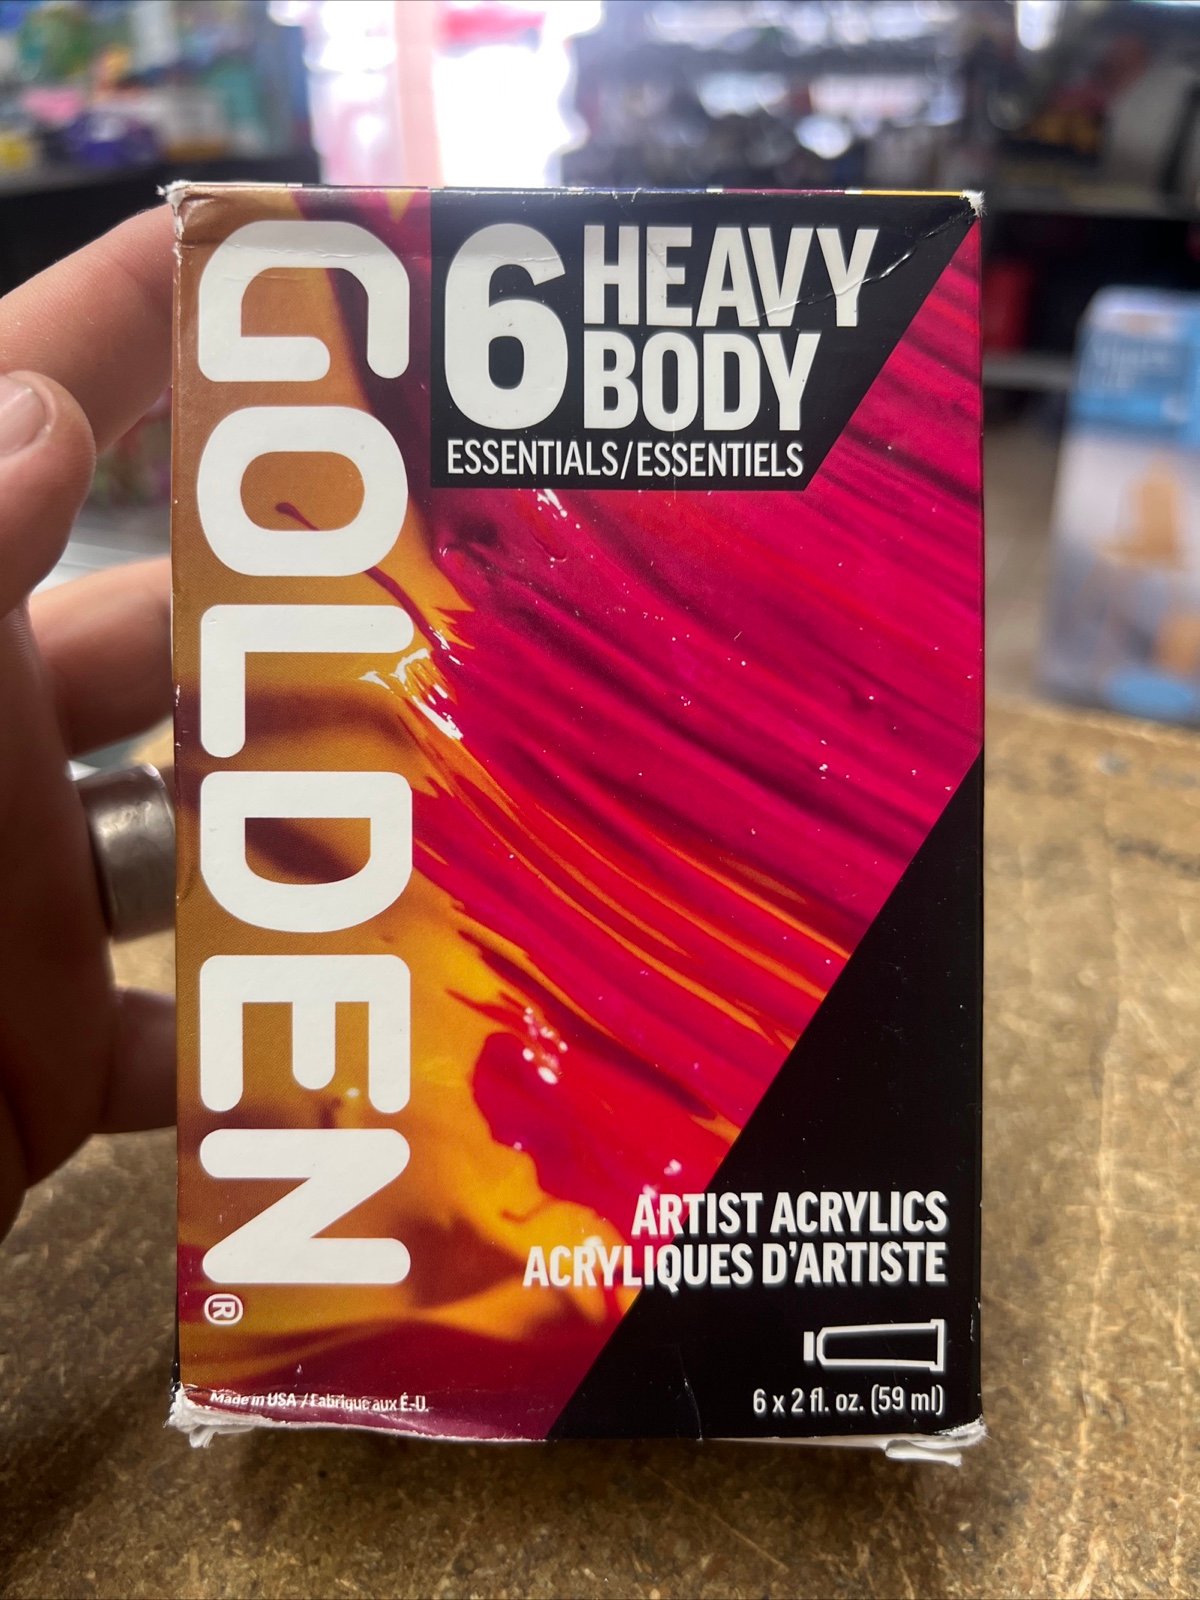 GOLDEN®
6 HEAVY
BODY
ESSENTIALS/ESSENTIELS
ARTIST ACRYLICS
ACRYLIQUES D'ARTISTE
6 x 2 fl. oz. (59 ml)
Made in USA / Fabriqué aux É.-U.